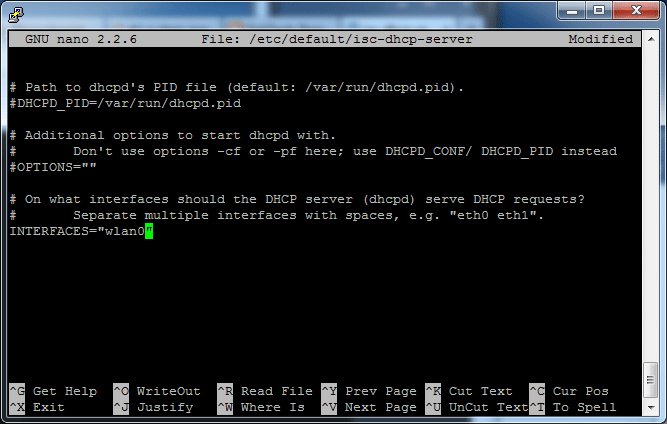 GNU nano 2.2.6 File: /etc/default/isc-dhcp-server Modified
# Path to dhcpd's PID file (default: /var/run/dhcpd.pid).
#DHCPD_PID=/var/run/dhcpd.pid
# Additional options to start dhcpd with.
# Don't use options -cf or -pf here; use DHCPD_CONF/ DHCPD_PID instead
#OPTIONS=""
# On what interfaces should the DHCP server (dhcpd) serve DHCP requests?
# Separate multiple interfaces with spaces, e.g. "eth0 eth1".
INTERFACES="wlan0"
^G Get Help ^O WriteOut ^R Read File ^Y Prev Page ^K Cut Text ^C Cur Pos
^X Exit ^J Justify ^W Where Is ^V Next Page ^U UnCut Text ^T To Spell